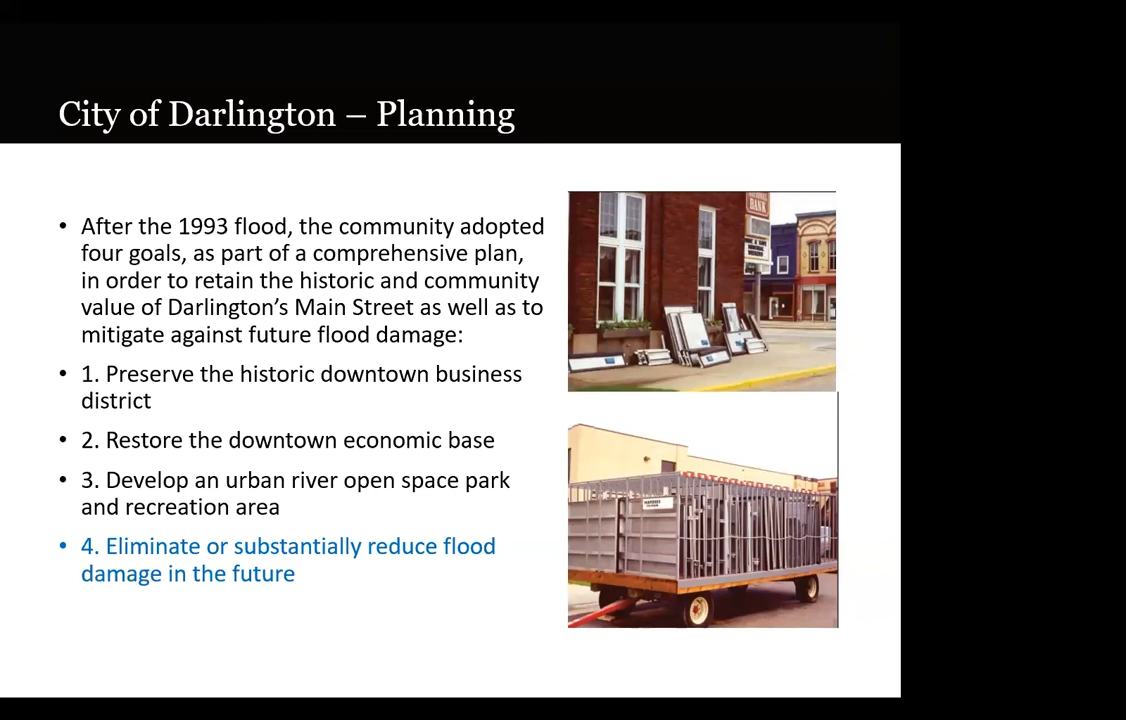 City of Darlington – Planning
• After the 1993 flood, the community adopted
four goals, as part of a comprehensive plan,
in order to retain the historic and community
value of Darlington’s Main Street as well as to
mitigate against future flood damage:
• 1. Preserve the historic downtown business
district
• 2. Restore the downtown economic base
• 3. Develop an urban river open space park
and recreation area
• 4. Eliminate or substantially reduce flood
damage in the future
BANK